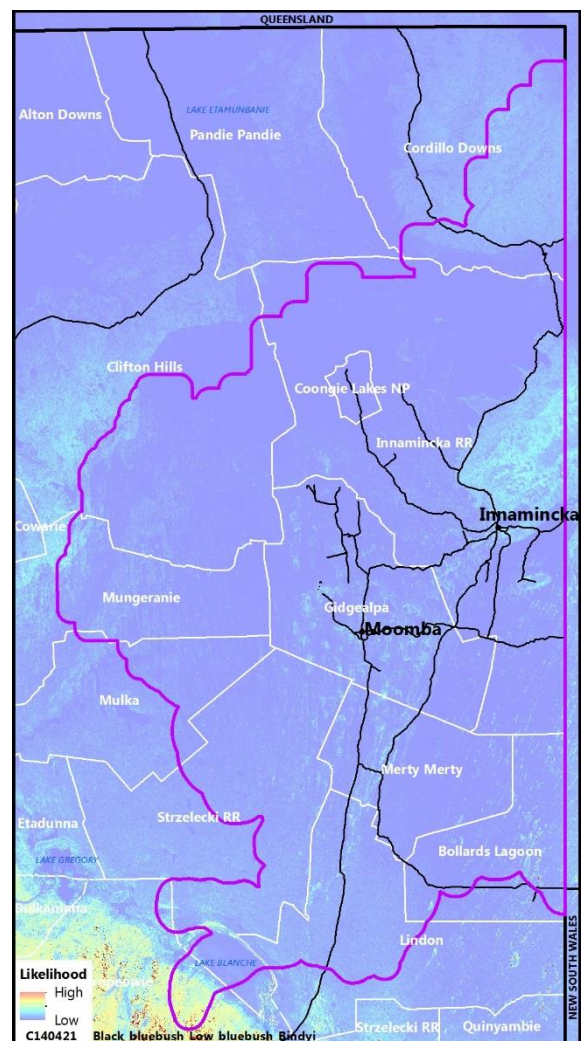 QUEENSLAND
LAKE ETAMUNBANIE
Alton Downs
Pandie Pandie
Cordillo Downs
Clifton Hills
Coongie Lakes NP
Innamincka RR
Innamincka
Cowarie
Mungeranie
Gidgealpa
Moomba
Mulka
Merty Merty
Strzelecki RR
Etadunna
Bollards Lagoon
LAKE GREGORY
Dulkaninna
Lindon
LAKE BLANCHE
NEW SOUTH WALES
Likelihood
High
Low
Strzelecki RR
Quinyambie
C140421
Black bluebush Low bluebush Bindyi